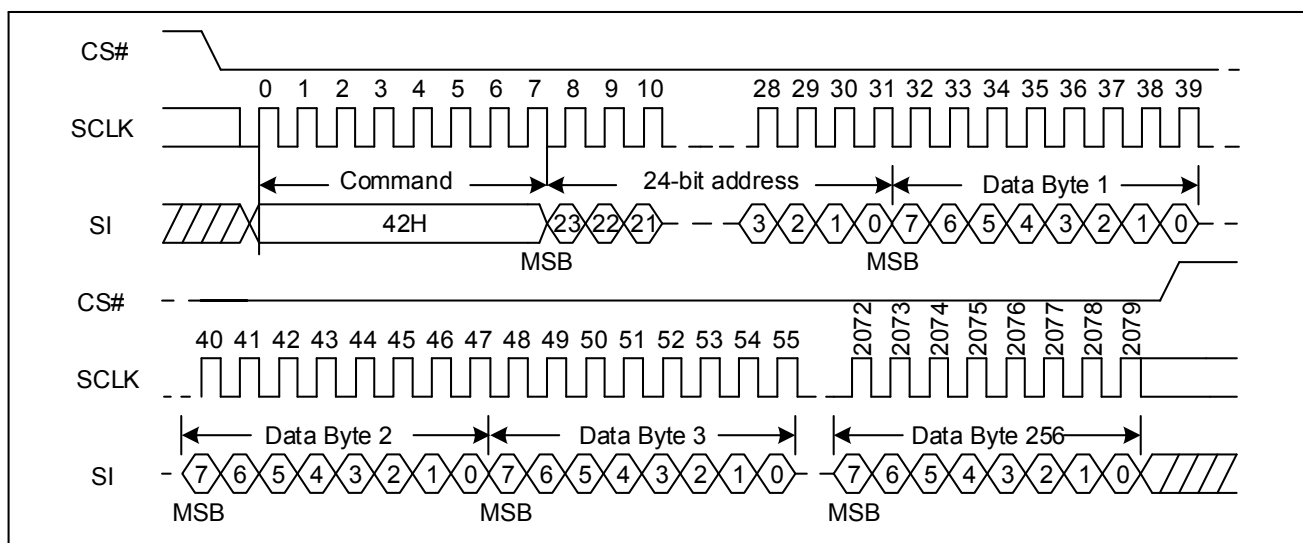 CS#
0 1 2 3 4 5 6 7 8 9 10 28 29 30 31 32 33 34 35 36 37 38 39
SCLK
Command 24-bit address Data Byte 1
SI 42H 23 22 21 3 2 1 0 7 6 5 4 3 2 1 0
MSB MSB
CS#
40 41 42 43 44 45 46 47 48 49 50 51 52 53 54 55 2072 2073 2074 2075 2076 2077 2078 2079
SCLK
Data Byte 2 Data Byte 3 Data Byte 256
SI 7 6 5 4 3 2 1 0 7 6 5 4 3 2 1 0 7 6 5 4 3 2 1 0
MSB MSB MSB